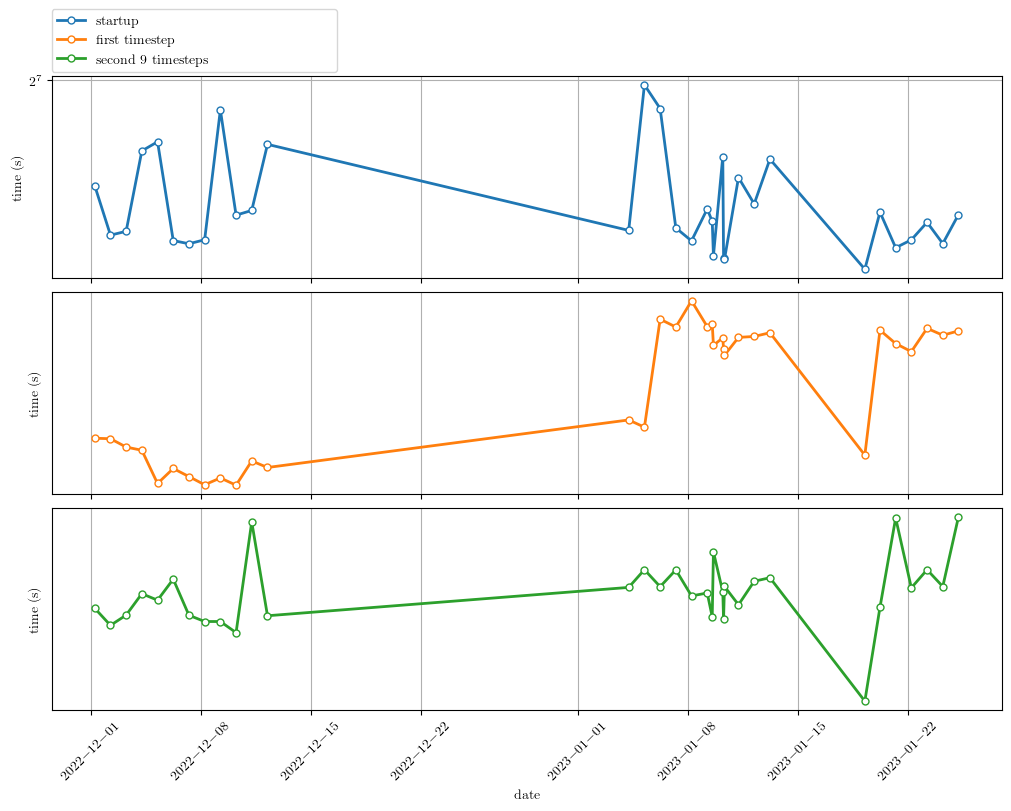 startup
first timestep
second 9 timesteps
2^7
time (s)
time (s)
time (s)
2022−12−01
2022−12−08
2022−12−15
2022−12−22
2023−01−01
2023−01−08
2023−01−15
2023−01−22
date